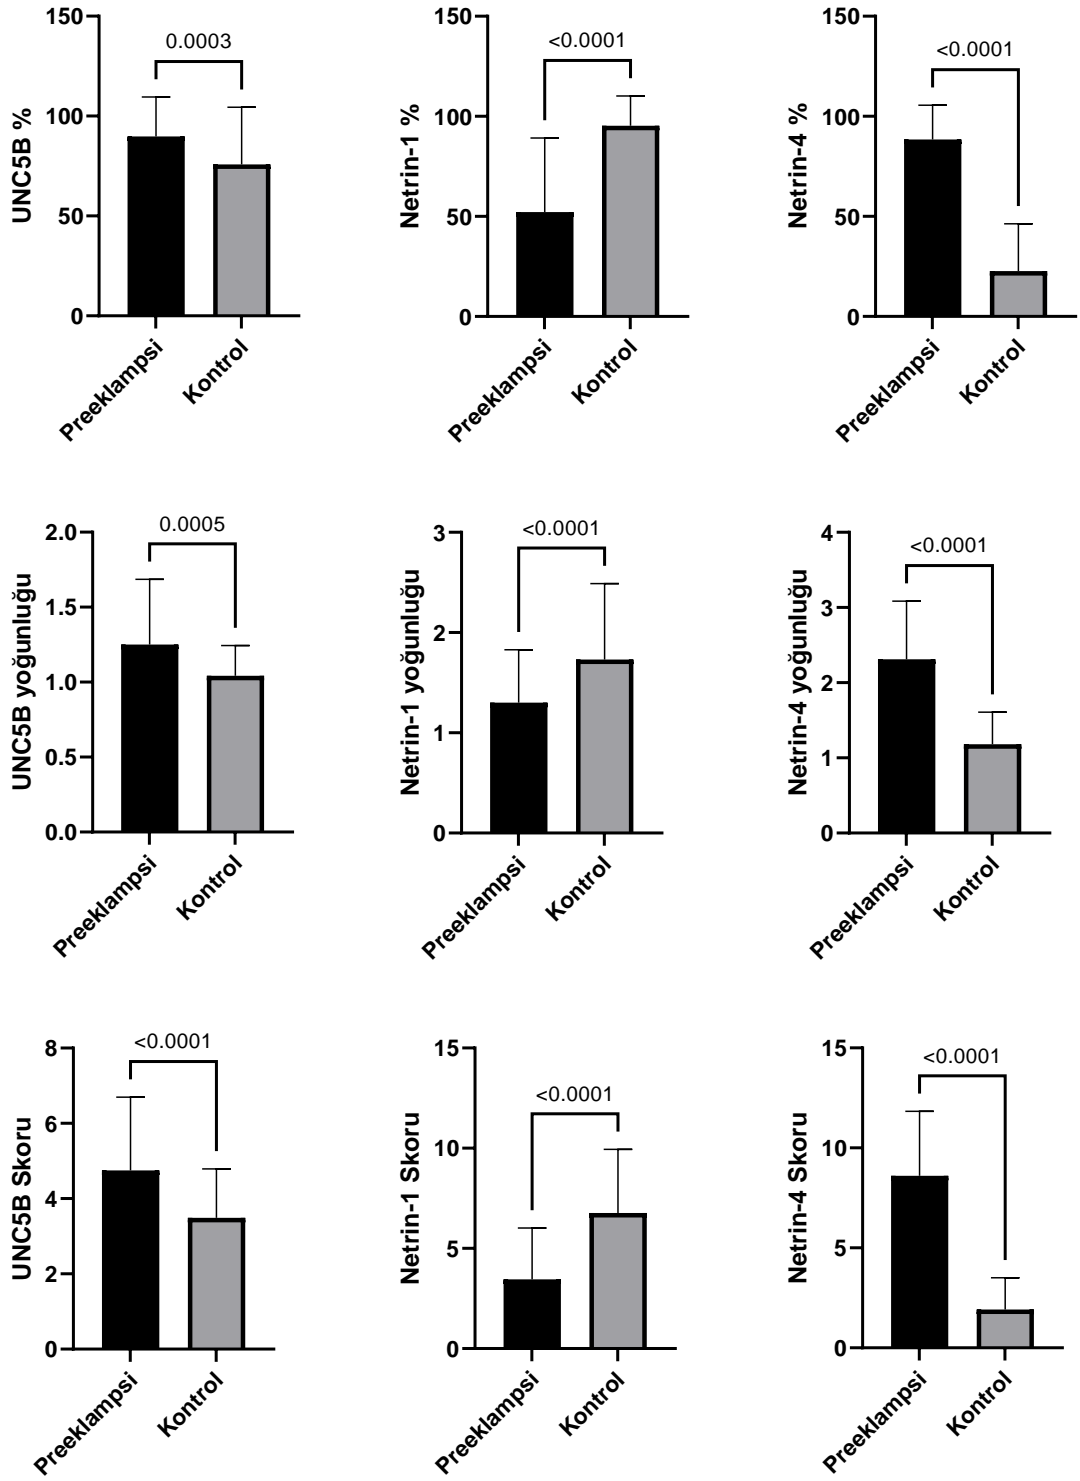 UNC5B %
150
100
50
0
0.0003
Preeklampsi
Kontrol
Netrin-1 %
150
100
50
0
<0.0001
Preeklampsi
Kontrol
Netrin-4 %
150
100
50
0
<0.0001
Preeklampsi
Kontrol
UNC5B yoğunluğu
2.0
1.5
1.0
0.5
0.0
0.0005
Preeklampsi
Kontrol
Netrin-1 yoğunluğu
3
2
1
0
<0.0001
Preeklampsi
Kontrol
Netrin-4 yoğunluğu
4
3
2
1
0
<0.0001
Preeklampsi
Kontrol
UNC5B Skoru
8
6
4
2
0
<0.0001
Preeklampsi
Kontrol
Netrin-1 Skoru
15
10
5
0
<0.0001
Preeklampsi
Kontrol
Netrin-4 Skoru
15
10
5
0
<0.0001
Preeklampsi
Kontrol